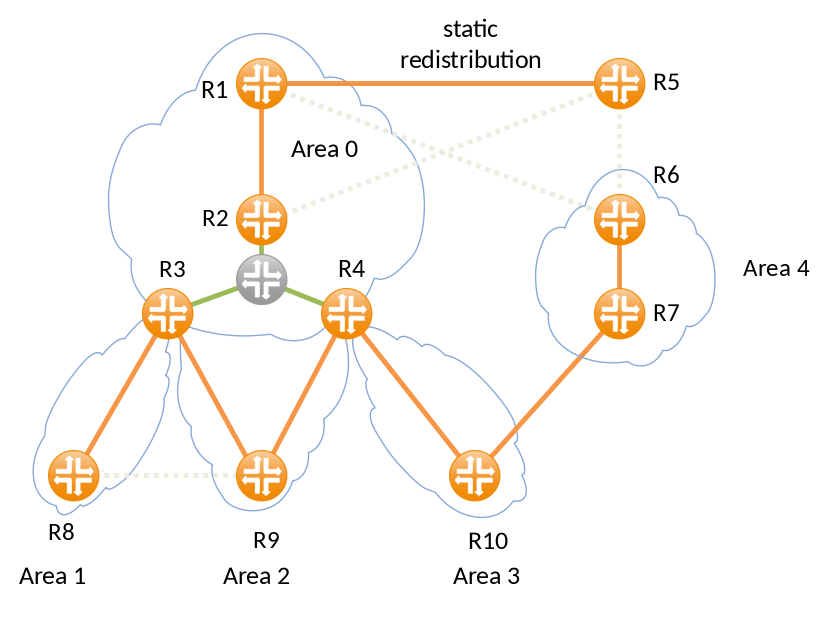 static
redistribution
R1
R5
Area 0
R6
R2
R3
R4
Area 4
R7
R8
R9
R10
Area 1
Area 2
Area 3